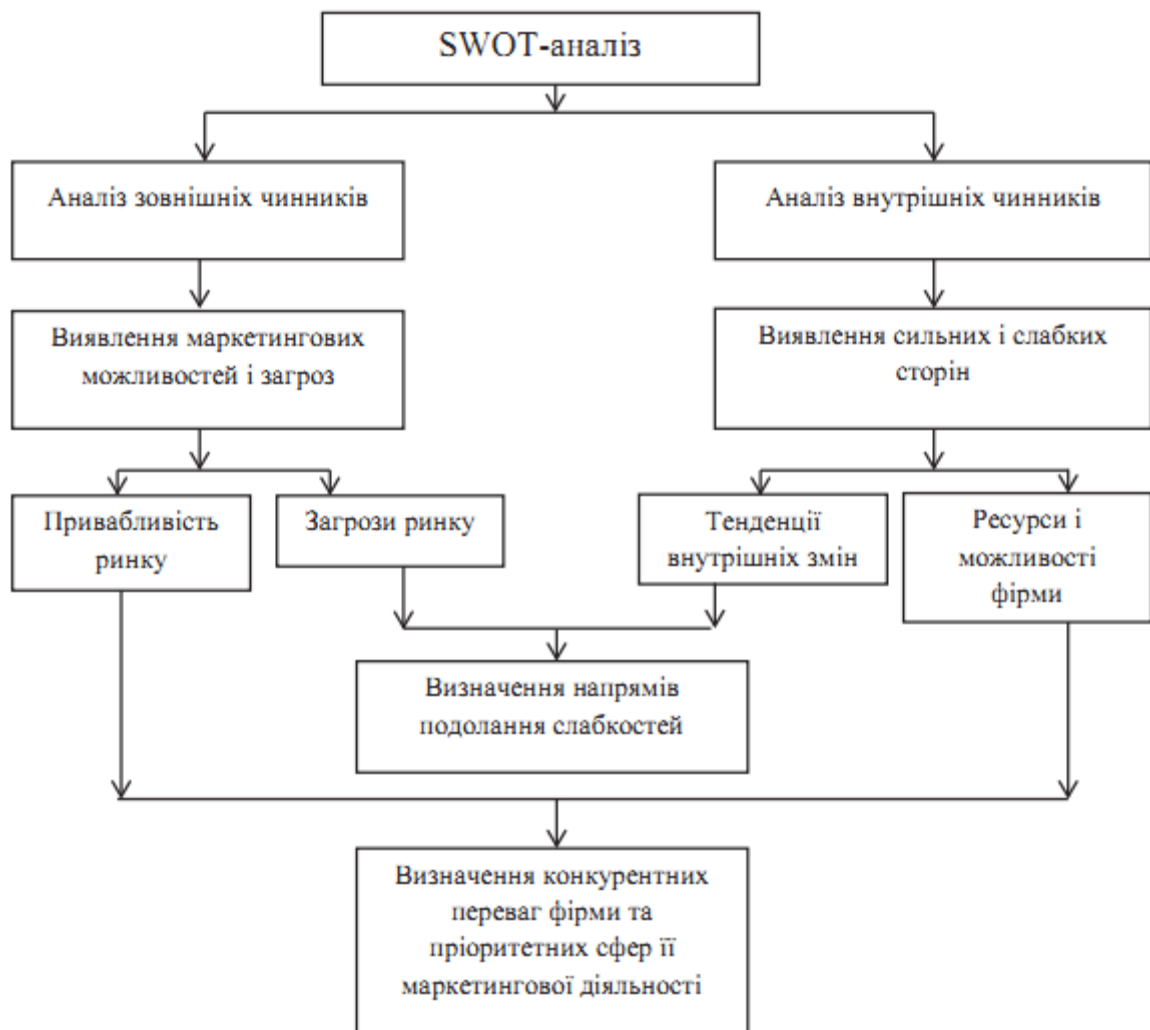 SWOT-аналіз
Аналіз зовнішніх чинників
Аналіз внутрішніх чинників
Виявлення маркетингових
можливостей і загроз
Виявлення сильних і слабких
сторін
Привабливість
ринку
Загрози ринку
Тенденції
внутрішніх змін
Ресурси і
можливості
фірми
Визначення напрямів
подолання слабкостей
Визначення конкурентних
переваг фірми та
пріоритетних сфер її
маркетингової діяльності